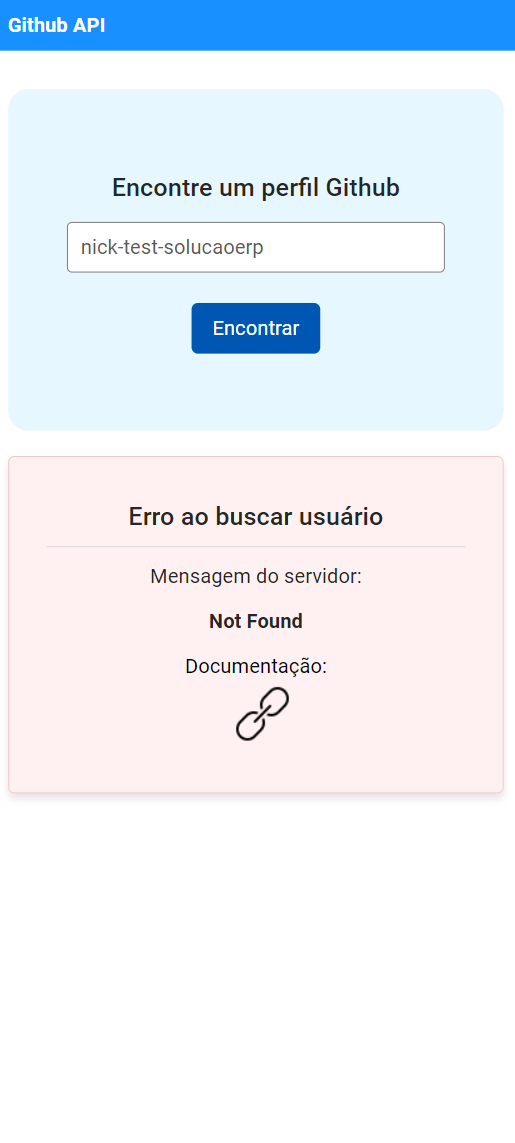 Github API
Encontre um perfil Github
nick-test-solucaoerp
Encontrar
Erro ao buscar usuário
Mensagem do servidor:
Not Found
Documentação: